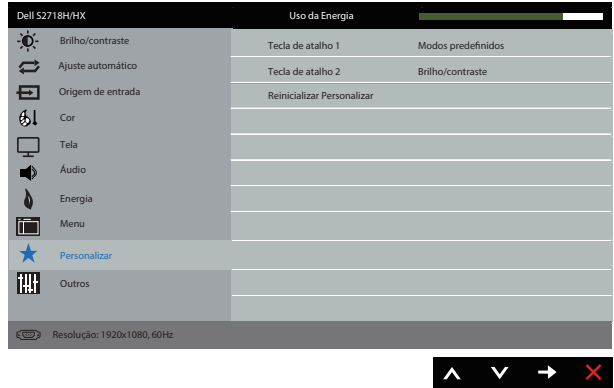 Dell S2718H/HX Uso da Energia
Brilho/contraste
Ajuste automático
Origem de entrada
Cor
Tela
Áudio
Energia
Menu
Personalizar
Outros
Tecla de atalho 1 Modos predefinidos
Tecla de atalho 2 Brilho/contraste
Reinicializar Personalizar
Resolução: 1920x1080, 60Hz